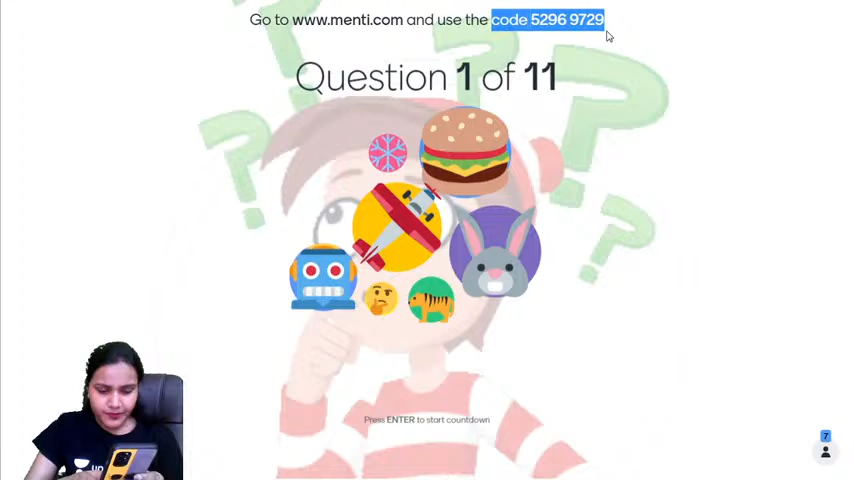 Go to www.menti.com and use the code 5296 9729
Question 1 of 11
Press ENTER to start countdown
7